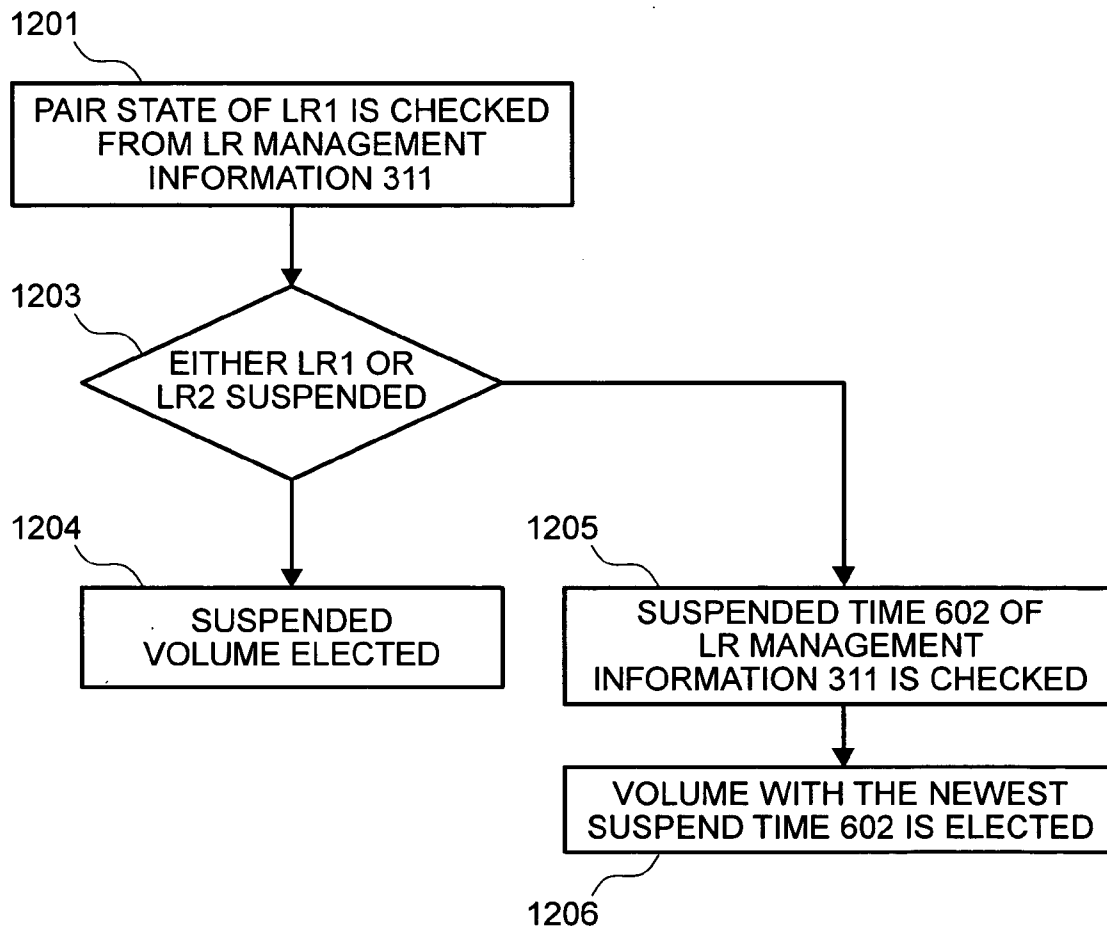 1201
PAIR STATE OF LR1 IS CHECKED
FROM LR MANAGEMENT
INFORMATION 311
1203
EITHER LR1 OR
LR2 SUSPENDED
1204
SUSPENDED
VOLUME ELECTED
1205
SUSPENDED TIME 602 OF
LR MANAGEMENT
INFORMATION 311 IS CHECKED
VOLUME WITH THE NEWEST
SUSPEND TIME 602 IS ELECTED
1206